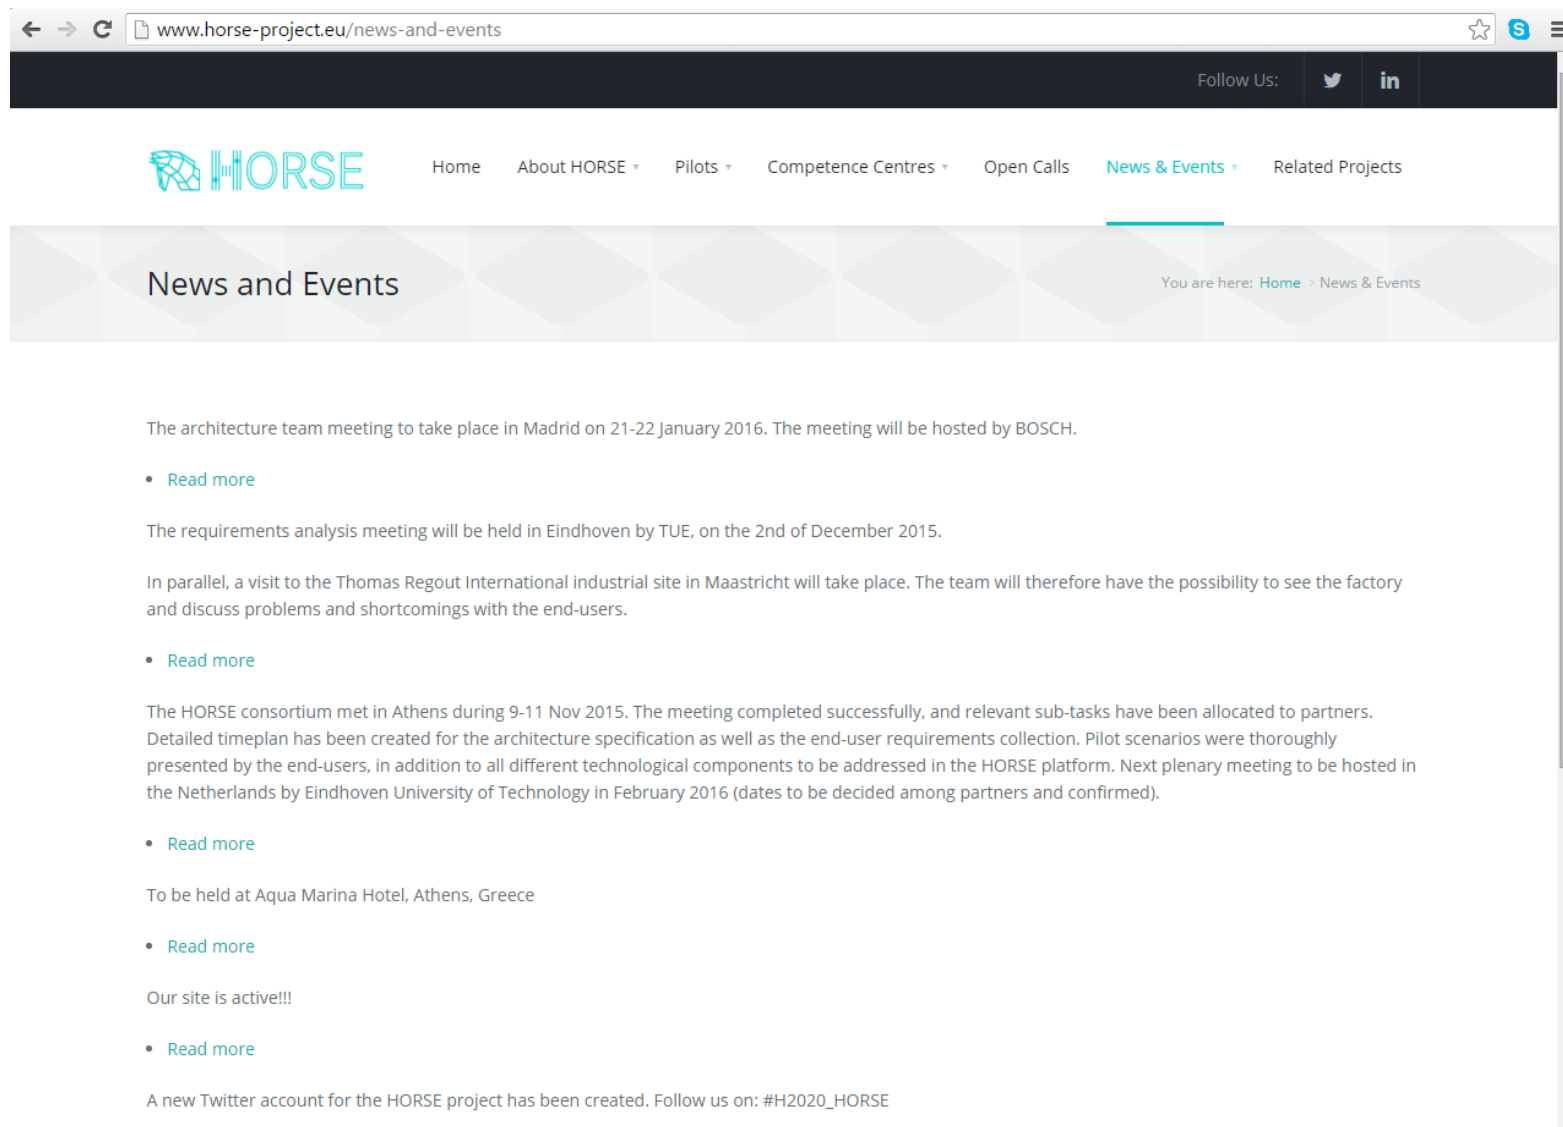 www.horse-project.eu/news-and-events
Follow Us:
HORSE
Home About HORSE Pilots Competence Centres Open Calls News & Events Related Projects
News and Events
You are here: Home > News & Events
The architecture team meeting to take place in Madrid on 21-22 January 2016. The meeting will be hosted by BOSCH.
• Read more
The requirements analysis meeting will be held in Eindhoven by TUE, on the 2nd of December 2015.
In parallel, a visit to the Thomas Regout International industrial site in Maastricht will take place. The team will therefore have the possibility to see the factory
and discuss problems and shortcomings with the end-users.
• Read more
The HORSE consortium met in Athens during 9-11 Nov 2015. The meeting completed successfully, and relevant sub-tasks have been allocated to partners.
Detailed timeplan has been created for the architecture specification as well as the end-user requirements collection. Pilot scenarios were thoroughly
presented by the end-users, in addition to all different technological components to be addressed in the HORSE platform. Next plenary meeting to be hosted in
the Netherlands by Eindhoven University of Technology in February 2016 (dates to be decided among partners and confirmed).
• Read more
To be held at Aqua Marina Hotel, Athens, Greece
• Read more
Our site is active!!!
• Read more
A new Twitter account for the HORSE project has been created. Follow us on: #H2020_HORSE